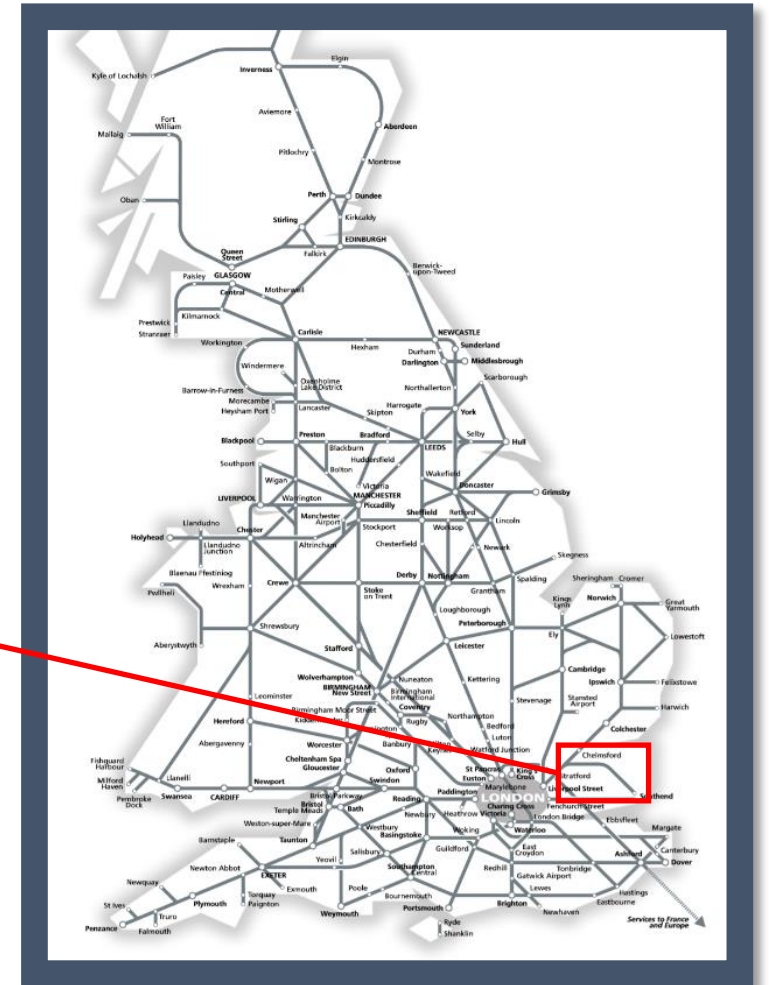 Elgin
Inverness
Kyle of Lochalsh
Aviemore
Fort
William
Mallaig
Aberdeen
Pitlochry
Montrose
Perth
Dundee
Oban
Kirkcaldy
Stirling
EDINBURGH
Queen
Street
Falkirk
Berwick-
upon-Tweed
Paisley
GLASGOW
Central
Motherwell
Kilmarnock
Prestwick
Stranraer
Carlisle
NEWCASTLE
Workington
Hexham
Sunderland
Durham
Darlington
Middlesbrough
Windermere
Scarborough
Oxenholme
Lake District
Northallerton
Barrow-in-Furness
Morecambe
Heysham Port
Lancaster
Harrogate
York
Skipton
Preston
Bradford
Selby
Blackpool
Blackburn
LEEDS
Hull
Huddersfield
Southport
Bolton
Wakefield
Wigan
Victoria
Doncaster
Grimsby
MANCHESTER
LIVERPOOL
Warrington
Piccadilly
Sheffield
Retford
Llandudno
Manchester
Airport
Lincoln
Chester
Stockport
Worksop
Holyhead
Llandudno
Junction
Altrincham
Chesterfield
Newark
Skegness
Blaenau Ffestiniog
Derby
Nottingham
Spalding
Sheringham
Cromer
Pwllheli
Wrexham
Crewe
Stoke
on Trent
Grantham
Kings
Lynn
Norwich
Great
Yarmouth
Loughborough
Shrewsbury
Peterborough
Ely
Lowestoft
Aberystwyth
Stafford
Leicester
Cambridge
Wolverhampton
Nuneaton
Kettering
Ipswich
Felixstowe
BIRMINGHAM
New Street
Birmingham
International
Leominster
Stevenage
Stansted
Airport
Harwich
Birmingham Moor Street
Coventry
Northampton
Hereford
Rugby
Bedford
Colchester
Abergavenny
Worcester
Banbury
Luton
Watford Junction
Chelmsford
Fishguard
Harbour
Cheltenham Spa
Gloucester
Oxford
St Pancras
King's
Cross
Milford
Haven
Llanelli
Newport
Swindon
Euston
Stratford
Marylebone
Liverpool Street
Pembroke
Dock
Swansea
CARDIFF
Bristol Parkway
Reading
Paddington
LONDON
Southend
Bristol
Temple Meads
Bath
Charing Cross
Fenchurch Street
Newbury
Heathrow
Victoria
London Bridge
Ebbsfleet
Weston-super-Mare
Westbury
Basingstoke
Woking
Waterloo
Margate
Barnstaple
Taunton
Salisbury
Guildford
East
Croydon
Canterbury
Yeovil
Ashford
Dover
Newton Abbot
Southampton
Central
Redhill
Tonbridge
Gatwick Airport
Newquay
EXETER
Exmouth
Poole
Lewes
Hastings
St Ives
Torquay
Paignton
Bournemouth
Eastbourne
Plymouth
Weymouth
Portsmouth
Brighton
Newhaven
Truro
Ryde
Services to France
and Europe
Penzance
Falmouth
Shanklin